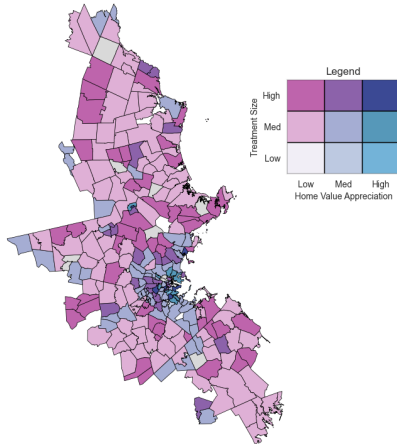 Legend
High
Med
Low
Treatment Size
Low Med High
Home Value Appreciation